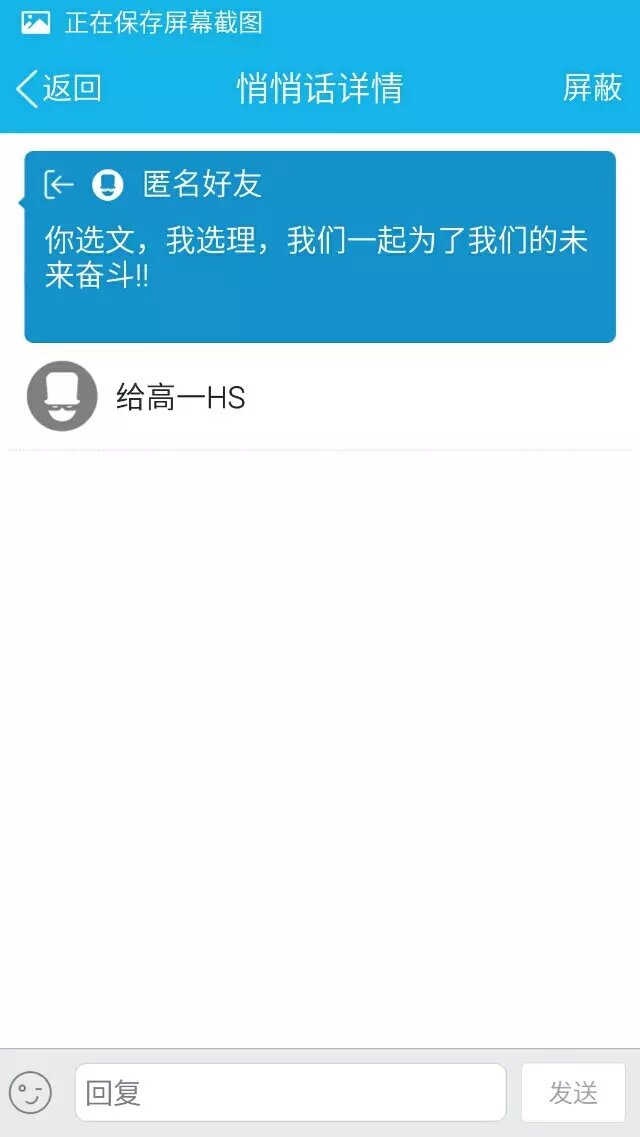 正在保存屏幕截图
返回
悄悄话详情
屏蔽
匿名好友
你选文，我选理，我们一起为了我们的未
来奋斗!!
给高一HS
回复
发送